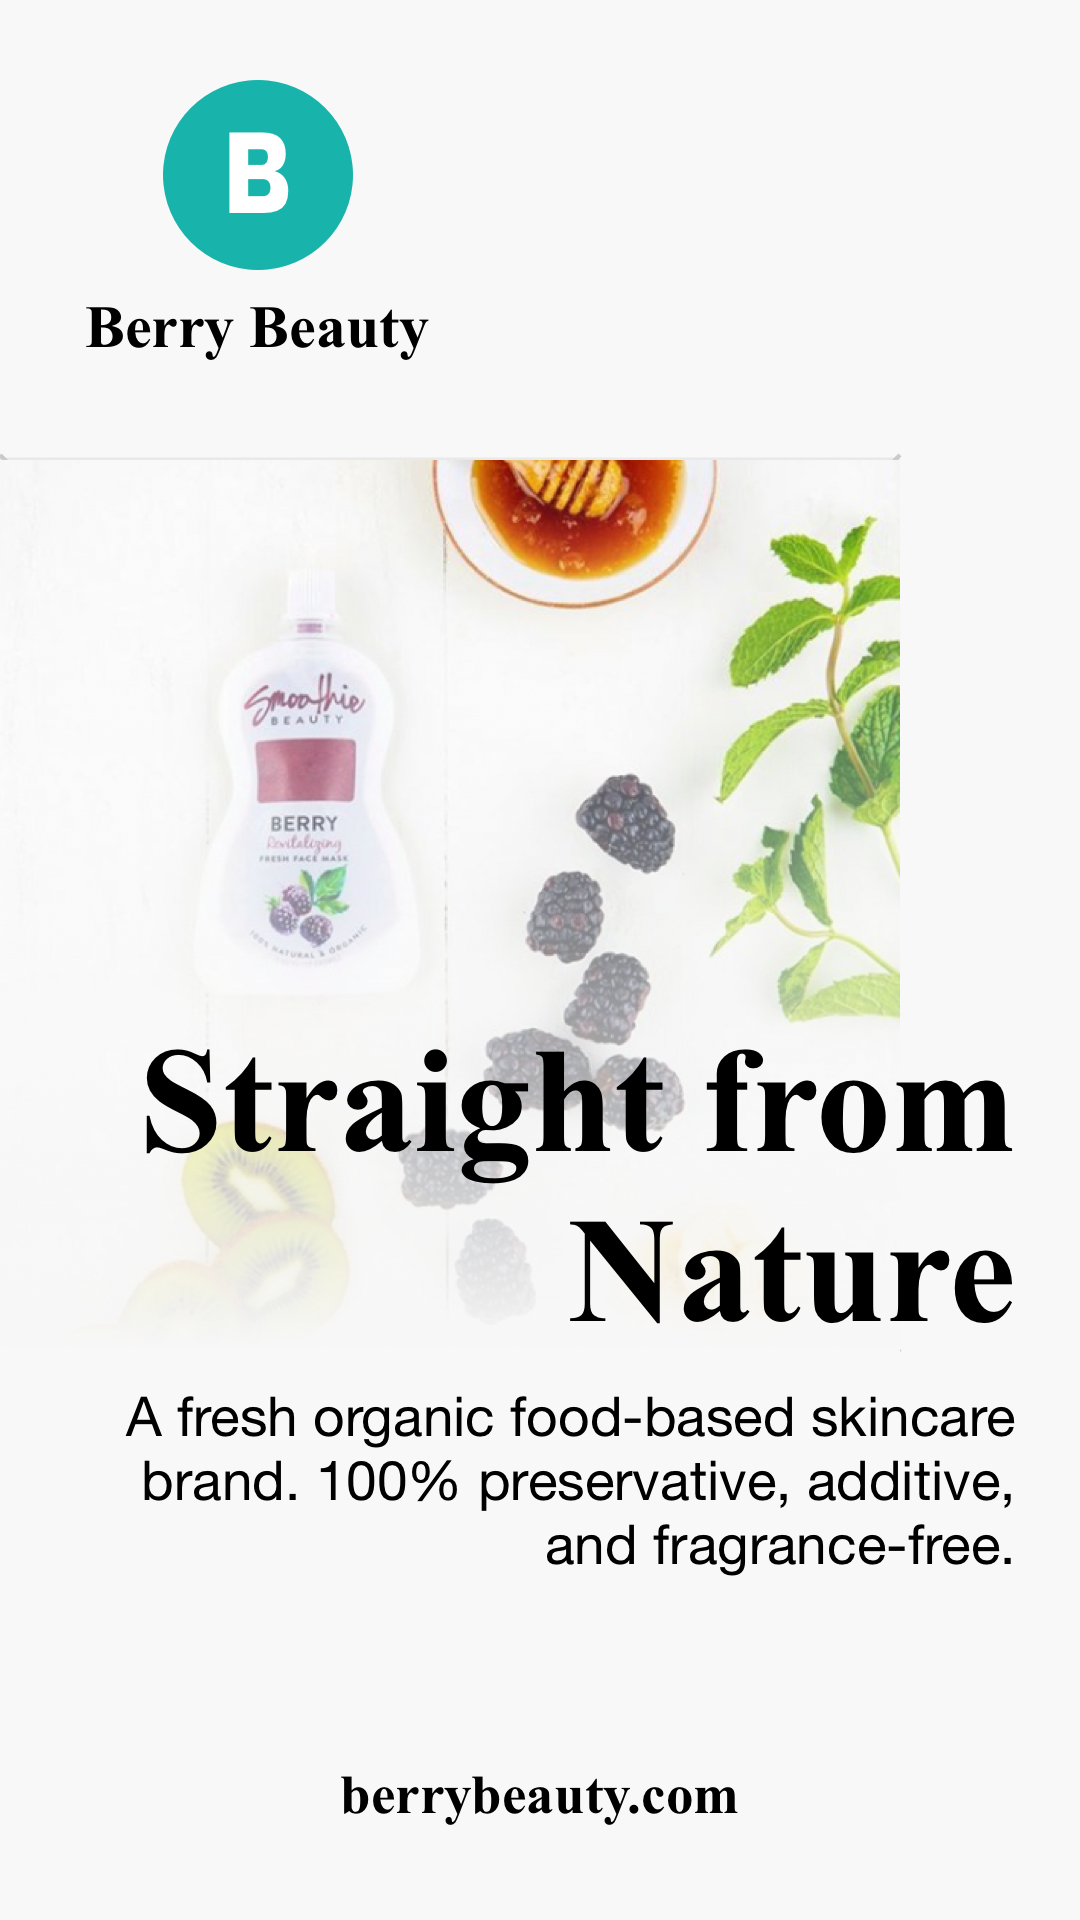 B
Berry Beauty
Smoothie
BEAUTY
BERRY
Revitalizing
FRESH FACE MASK
100% NATURAL & ORGANIC
Straight from
Nature
A fresh organic food-based skincare
brand. 100% preservative, additive,
and fragrance-free.
berrybeauty.com